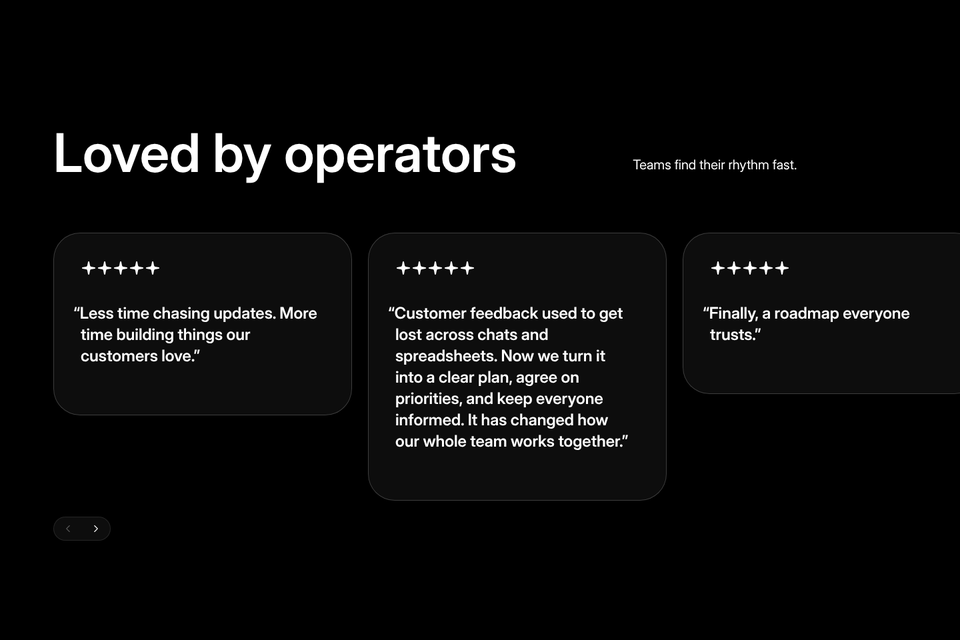 Loved by operators
Teams find their rhythm fast.
“Less time chasing updates. More
time building things our
customers love.”
“Customer feedback used to get
lost across chats and
spreadsheets. Now we turn it
into a clear plan, agree on
priorities, and keep everyone
informed. It has changed how
our whole team works together.”
“Finally, a roadmap everyone
trusts.”